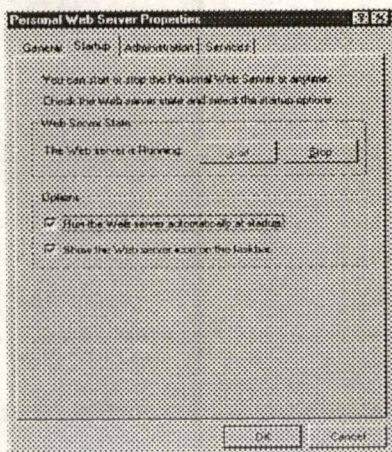 Personal Web Server Properties
General Startup Administration Services
You can start or stop the Personal Web Server at anytime.
Check the Web server state and select the startup options.
Web Server State
The Web server is Running.
Stop
Options
Run the Web server automatically at startup.
Show the Web server icon on the taskbar.
OK Cancel